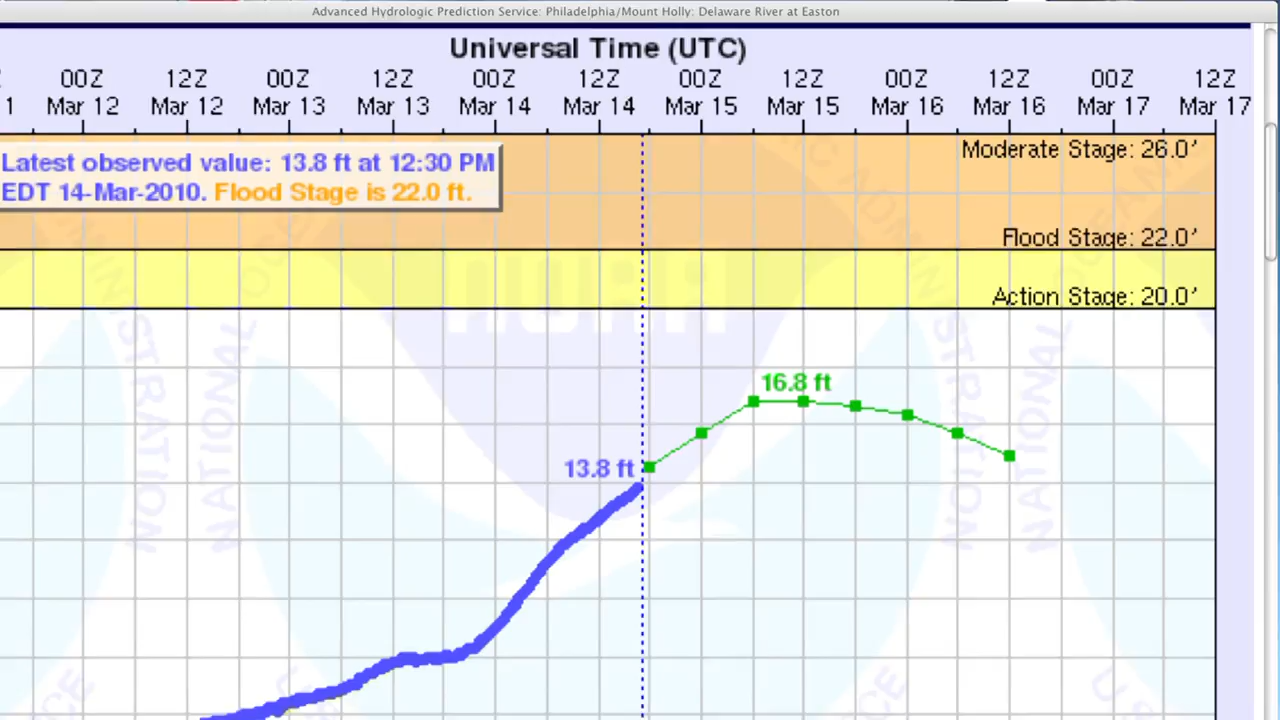 Advanced Hydrologic Prediction Service: Philadelphia/Mount Holly: Delaware River at Easton
Universal Time (UTC)
00Z 12Z 00Z 12Z 00Z 12Z 00Z 12Z 00Z 12Z 00Z 12Z
1 Mar 12 Mar 12 Mar 13 Mar 13 Mar 14 Mar 14 Mar 15 Mar 15 Mar 16 Mar 16 Mar 17 Mar 17
Moderate Stage: 26.0'
Latest observed value: 13.8 ft at 12:30 PM
EDT 14-Mar-2010. Flood Stage is 22.0 ft.
Flood Stage: 22.0'
Action Stage: 20.0'
NOAA
16.8 ft
13.8 ft
NATIONAL
NATIONAL